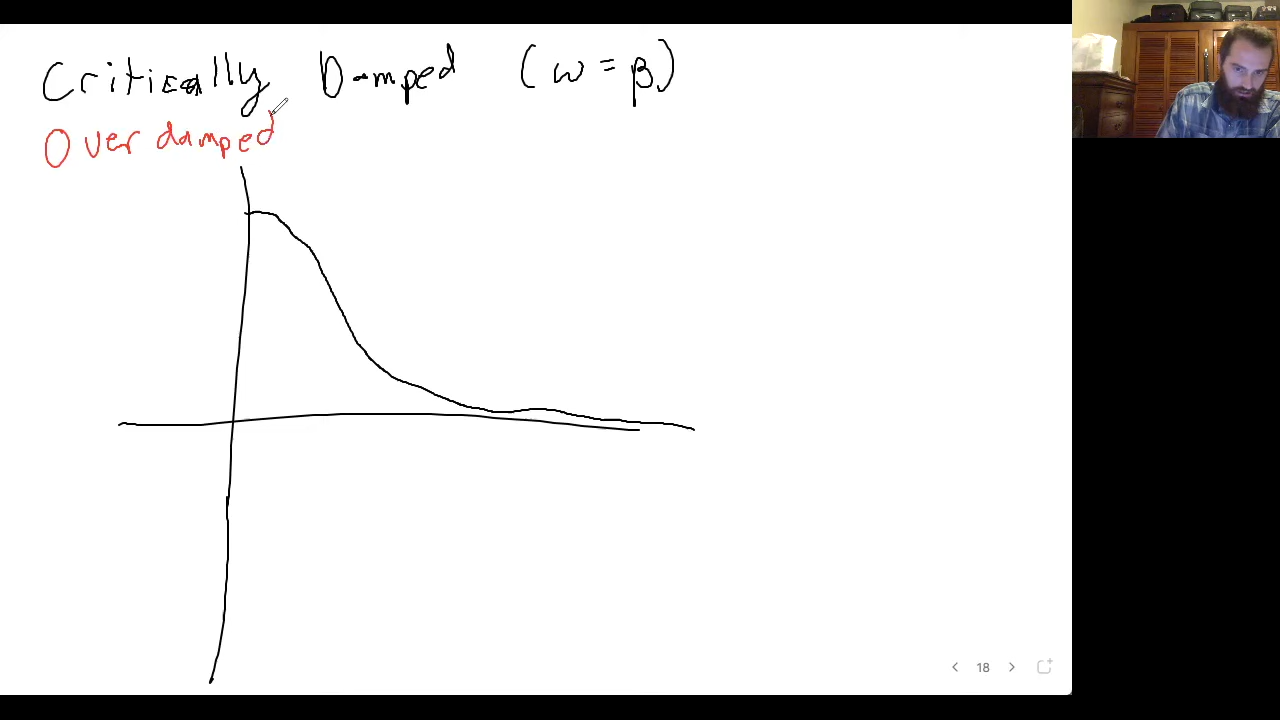 Critically Damped (ω = β)
Over damped
18